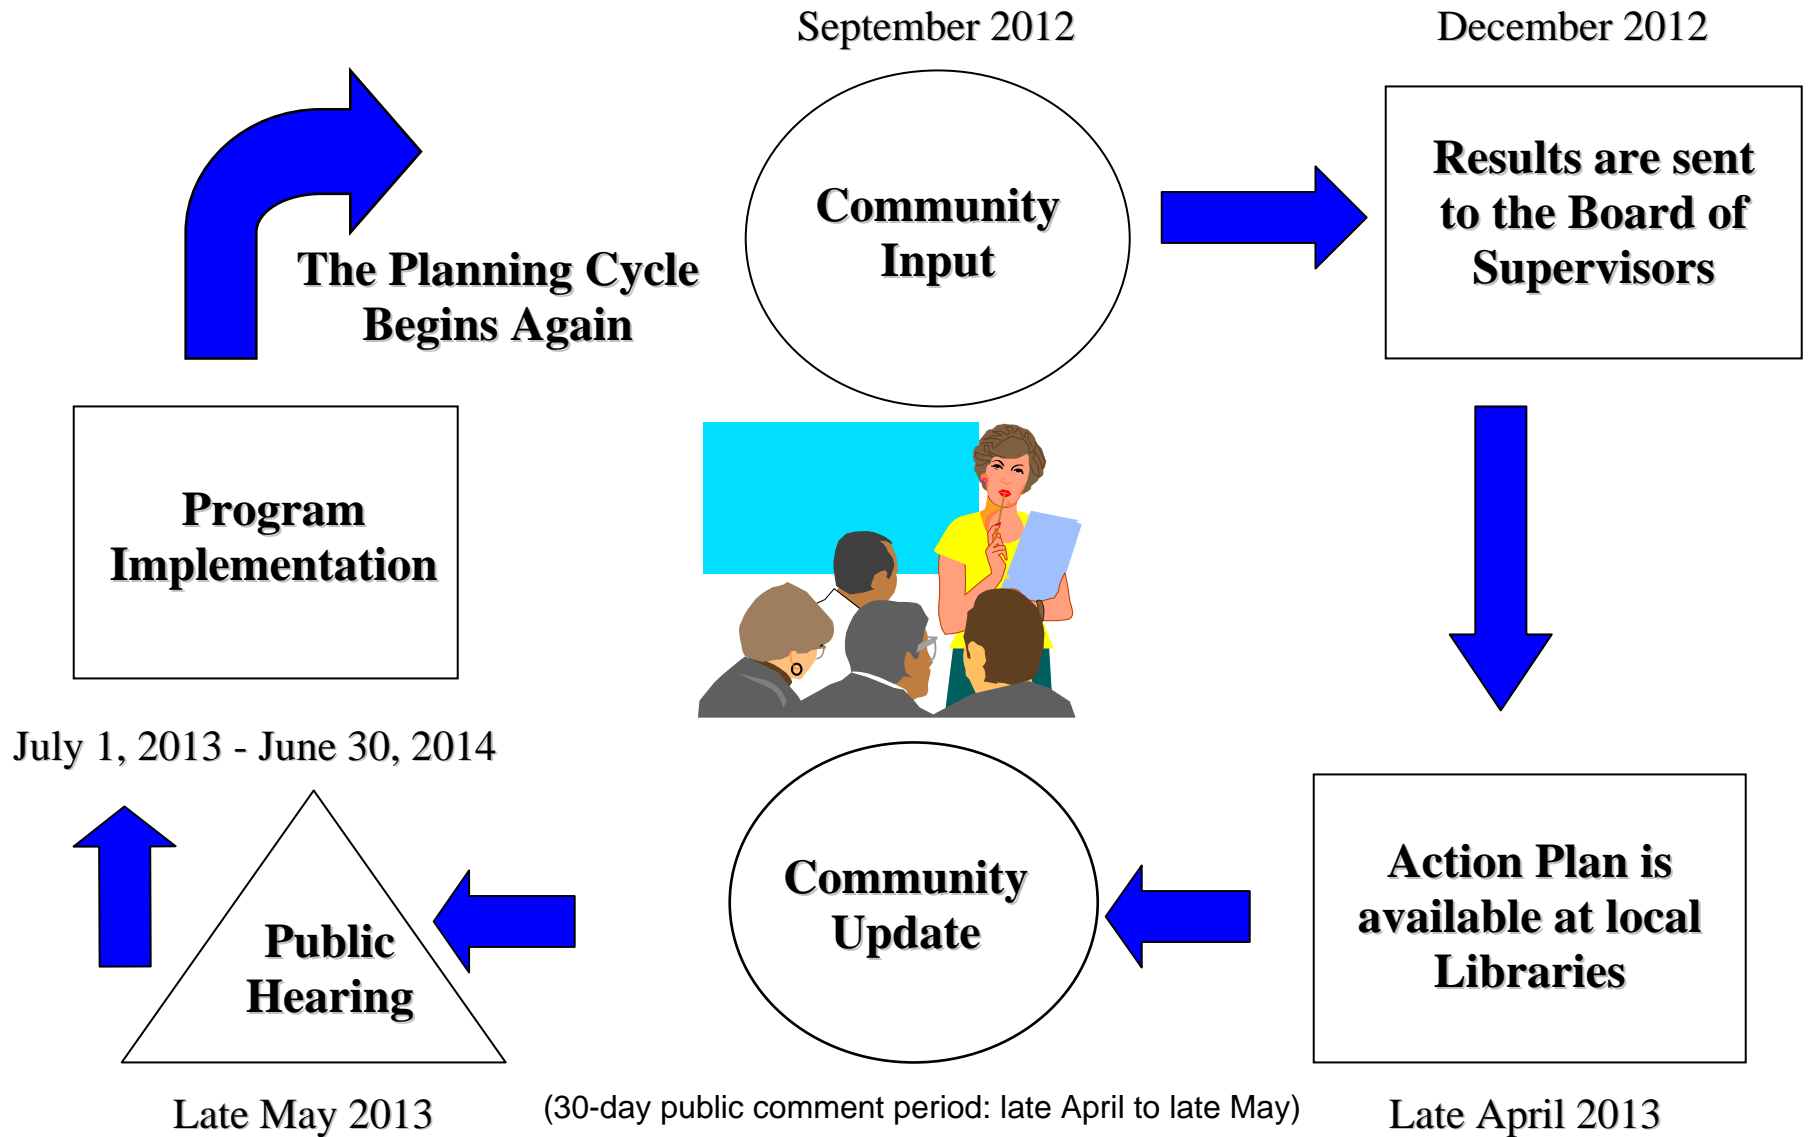 September 2012
December 2012
Community
Input
Results are sent
to the Board of
Supervisors
The Planning Cycle
Begins Again
Program
Implementation
July 1, 2013 - June 30, 2014
Public
Hearing
Late May 2013
Community
Update
(30-day public comment period: late April to late May)
Action Plan is
available at local
Libraries
Late April 2013